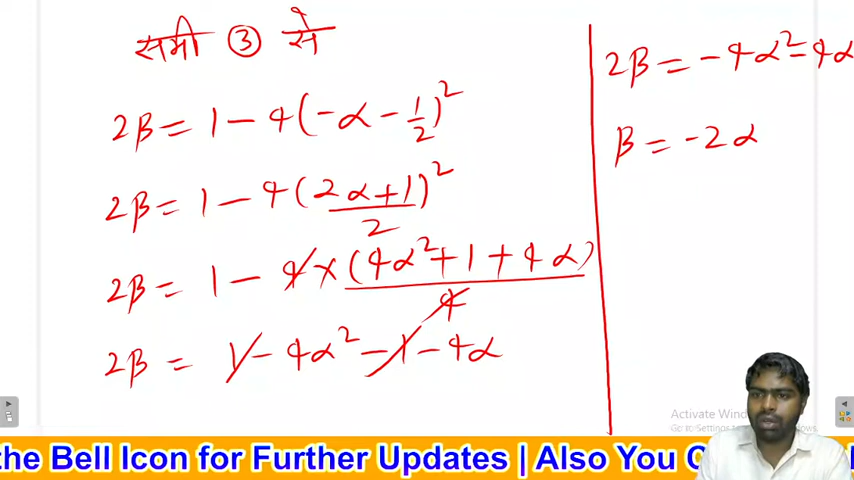 समी ③ से
2β = 1 - 4(-α - 1/2)²
2β = 1 - 4(2α+1/2)²
2β = 1 - 4 × (4α² + 1 + 4α)/4
2β = 1 - 4α² - 1 - 4α
2β = -4α² - 4α
β = -2α
Activate Wind
Go to Settings to windows.
the Bell Icon for Further Updates | Also You C